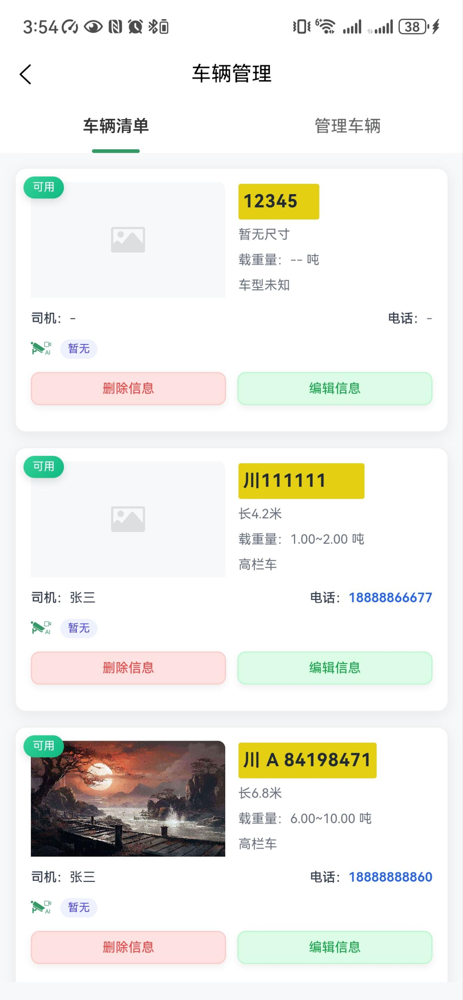 3:54
6+
38
车辆管理
车辆清单 管理车辆
可用
12345
暂无尺寸
载重量: -- 吨
车型未知
司机: - 电话: -
AI 暂无
删除信息 编辑信息
可用
川111111
长4.2米
载重量: 1.00~2.00 吨
高栏车
司机: 张三 电话: 18888866677
AI 暂无
删除信息 编辑信息
可用
川 A 84198471
长6.8米
载重量: 6.00~10.00 吨
高栏车
司机: 张三 电话: 18888888860
AI 暂无
删除信息 编辑信息